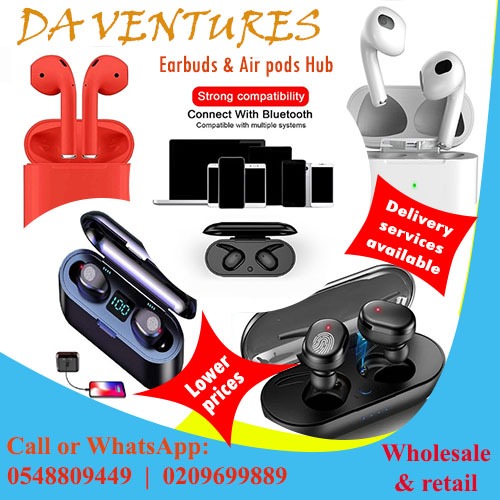 DA VENTURES
Earbuds & Air pods Hub
Strong compatibility
Connect With Bluetooth
Compatible with multiple systems
Delivery
services
available
100
Lower
prices
Call or WhatsApp:
0548809449 | 0209699889
Wholesale
& retail